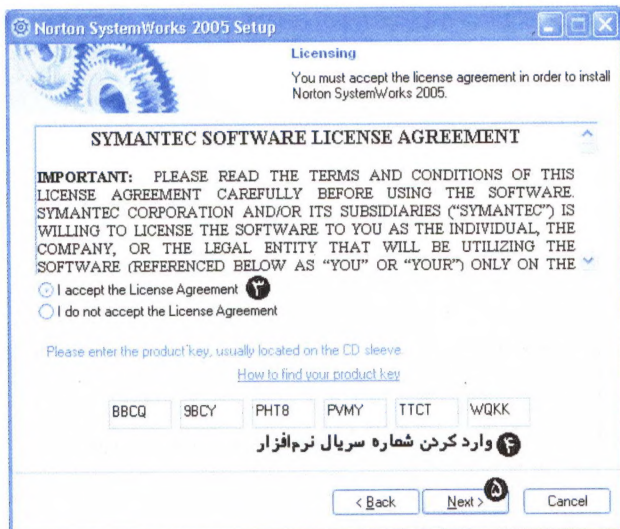 Norton SystemWorks 2005 Setup
Licensing
You must accept the license agreement in order to install
Norton SystemWorks 2005.
SYMANTEC SOFTWARE LICENSE AGREEMENT
IMPORTANT: PLEASE READ THE TERMS AND CONDITIONS OF THIS
LICENSE AGREEMENT CAREFULLY BEFORE USING THE SOFTWARE.
SYMANTEC CORPORATION AND/OR ITS SUBSIDIARIES ("SYMANTEC") IS
WILLING TO LICENSE THE SOFTWARE TO YOU AS THE INDIVIDUAL, THE
COMPANY, OR THE LEGAL ENTITY THAT WILL BE UTILIZING THE
SOFTWARE (REFERENCED BELOW AS "YOU" OR "YOUR") ONLY ON THE
I accept the License Agreement ۳
I do not accept the License Agreement
Please enter the product key, usually located on the CD sleeve.
How to find your product key
BBCQ 9BCY PHT8 PVMY TTCT WQKK
۴ وارد کردن شماره سریال نرم‌افزار
< Back Next > ۵ Cancel